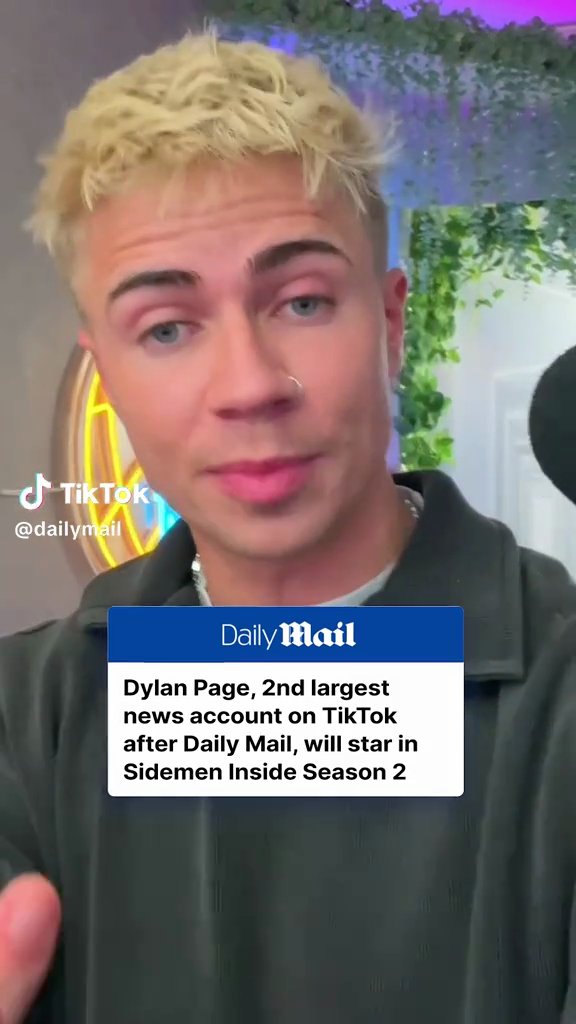 TikTok
@dailymail
Daily Mail
Dylan Page, 2nd largest
news account on TikTok
after Daily Mail, will star in
Sidemen Inside Season 2